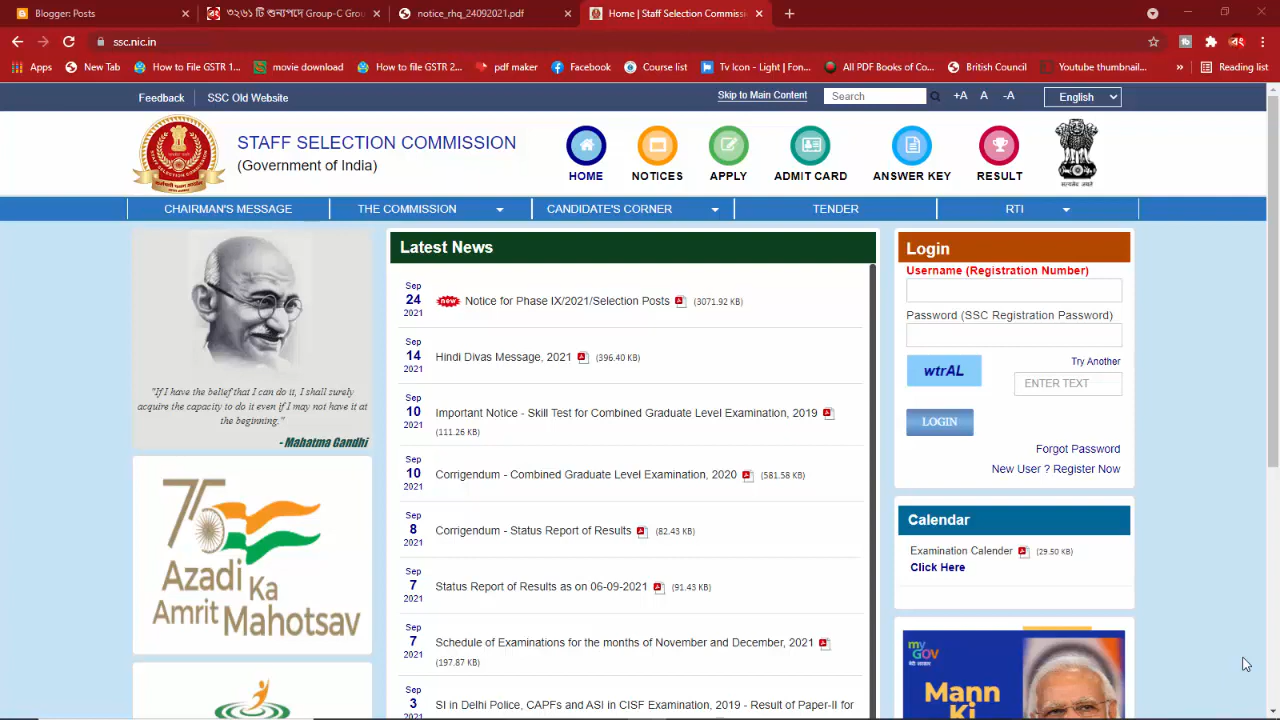 Blogger: Posts
৩২৬১ টি শুন্যপদে Group-C Group
notice_rhq_24092021.pdf
Home | Staff Selection Commissi
ssc.nic.in
Apps
New Tab
How to File GSTR 1...
movie download
How to file GSTR 2...
pdf maker
Facebook
Course list
Tv Icon - Light | Fon...
All PDF Books of Co...
British Council
Youtube thumbnail...
Reading list
Feedback
SSC Old Website
Skip to Main Content
Search
+A A -A
English
STAFF SELECTION COMMISSION
(Government of India)
HOME
NOTICES
APPLY
ADMIT CARD
ANSWER KEY
RESULT
सत्यमेव जयते
CHAIRMAN'S MESSAGE
THE COMMISSION
CANDIDATE'S CORNER
TENDER
RTI
"If I have the belief that I can do it, I shall surely
acquire the capacity to do it even if I may not have it at
the beginning."
- Mahatma Gandhi
75
Azadi Ka
Amrit Mahotsav
Latest News
Sep
24
2021
new Notice for Phase IX/2021/Selection Posts (3071.92 KB)
Sep
14
2021
Hindi Divas Message, 2021 (396.40 KB)
Sep
10
2021
Important Notice - Skill Test for Combined Graduate Level Examination, 2019
(111.26 KB)
Sep
10
2021
Corrigendum - Combined Graduate Level Examination, 2020 (581.58 KB)
Sep
8
2021
Corrigendum - Status Report of Results (82.43 KB)
Sep
7
2021
Status Report of Results as on 06-09-2021 (91.43 KB)
Sep
7
2021
Schedule of Examinations for the months of November and December, 2021
(197.87 KB)
Sep
3
SI in Delhi Police, CAPFs and ASI in CISF Examination, 2019 - Result of Paper-II for
Login
Username (Registration Number)
Password (SSC Registration Password)
wtrAL
Try Another
ENTER TEXT
LOGIN
Forgot Password
New User ? Register Now
Calendar
Examination Calender (29.50 KB)
Click Here
my
GOV
मेरी सरकार
Mann
Ki